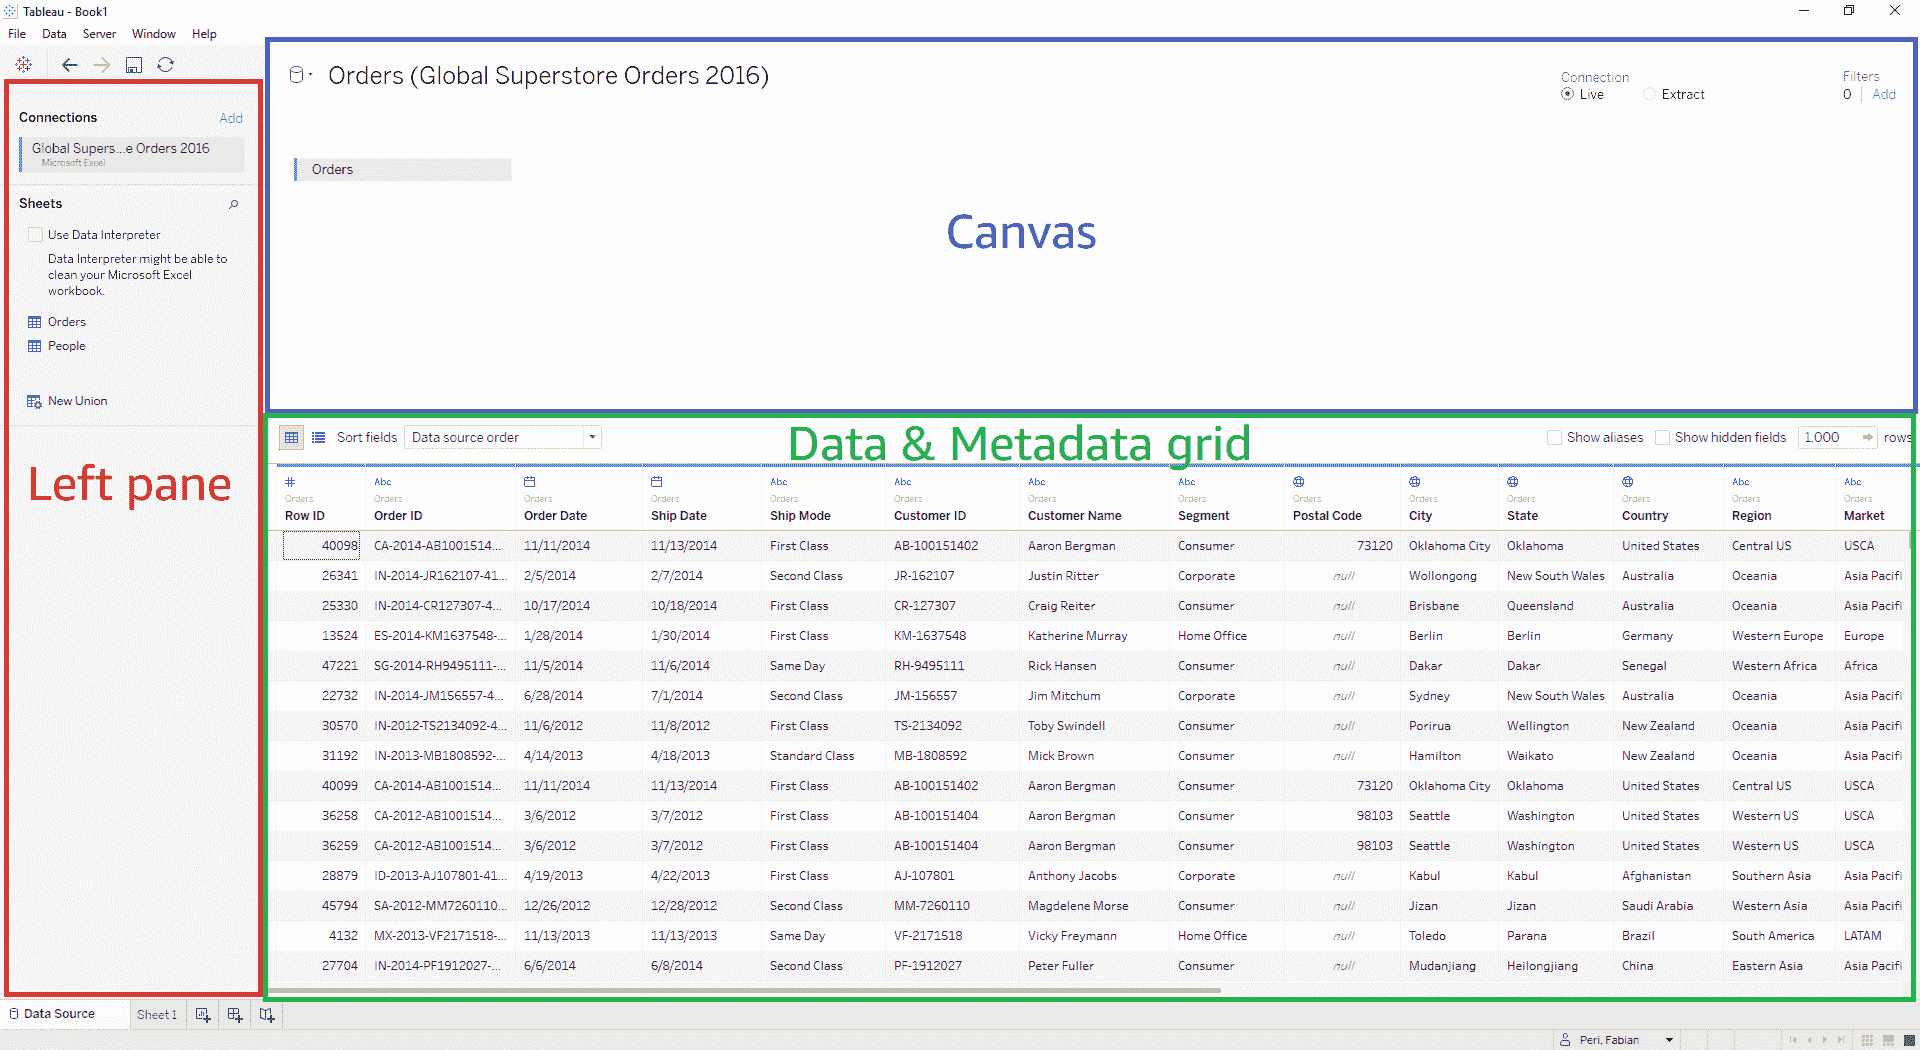 Tableau - Book1
File Data Server Window Help
Connections Add
Global Supers...e Orders 2016
Microsoft Excel
Sheets
Use Data Interpreter
Data Interpreter might be able to
clean your Microsoft Excel
workbook.
Orders
People
New Union
Left pane
Orders (Global Superstore Orders 2016)
Connection
Live Extract
Filters
0 Add
Orders
Canvas
Sort fields Data source order
Data & Metadata grid
Show aliases Show hidden fields 1,000 rows
# Abc Abc Abc Abc Abc Abc Abc
Orders Orders Orders Orders Orders Orders Orders Orders Orders Orders Orders Orders Orders Orders
Row ID Order ID Order Date Ship Date Ship Mode Customer ID Customer Name Segment Postal Code City State Country Region Market
40098 CA-2014-AB1001514... 11/11/2014 11/13/2014 First Class AB-100151402 Aaron Bergman Consumer 73120 Oklahoma City Oklahoma United States Central US USCA
26341 IN-2014-JR162107-41... 2/5/2014 2/7/2014 Second Class JR-162107 Justin Ritter Corporate null Wollongong New South Wales Australia Oceania Asia Pacifi
25330 IN-2014-CR127307-4... 10/17/2014 10/18/2014 First Class CR-127307 Craig Reiter Consumer null Brisbane Queensland Australia Oceania Asia Pacifi
13524 ES-2014-KM1637548-... 1/28/2014 1/30/2014 First Class KM-1637548 Katherine Murray Home Office null Berlin Berlin Germany Western Europe Europe
47221 SG-2014-RH9495111-... 11/5/2014 11/6/2014 Same Day RH-9495111 Rick Hansen Consumer null Dakar Dakar Senegal Western Africa Africa
22732 IN-2014-JM156557-4... 6/28/2014 7/1/2014 Second Class JM-156557 Jim Mitchum Corporate null Sydney New South Wales Australia Oceania Asia Pacifi
30570 IN-2012-TS2134092-4... 11/6/2012 11/8/2012 First Class TS-2134092 Toby Swindell Consumer null Porirua Wellington New Zealand Oceania Asia Pacifi
31192 IN-2013-MB1808592-... 4/14/2013 4/18/2013 Standard Class MB-1808592 Mick Brown Consumer null Hamilton Waikato New Zealand Oceania Asia Pacifi
40099 CA-2014-AB1001514... 11/11/2014 11/13/2014 First Class AB-100151402 Aaron Bergman Consumer 73120 Oklahoma City Oklahoma United States Central US USCA
36258 CA-2012-AB1001514... 3/6/2012 3/7/2012 First Class AB-100151404 Aaron Bergman Consumer 98103 Seattle Washington United States Western US USCA
36259 CA-2012-AB1001514... 3/6/2012 3/7/2012 First Class AB-100151404 Aaron Bergman Consumer 98103 Seattle Washington United States Western US USCA
28879 ID-2013-AJ107801-41... 4/19/2013 4/22/2013 First Class AJ-107801 Anthony Jacobs Corporate null Kabul Kabul Afghanistan Southern Asia Asia Pacifi
45794 SA-2012-MM7260110... 12/26/2012 12/28/2012 Second Class MM-7260110 Magdelene Morse Consumer null Jizan Jizan Saudi Arabia Western Asia Asia Pacifi
4132 MX-2013-VF2171518-... 11/13/2013 11/13/2013 Same Day VF-2171518 Vicky Freymann Home Office null Toledo Parana Brazil South America LATAM
27704 IN-2014-PF1912027-... 6/6/2014 6/8/2014 Second Class PF-1912027 Peter Fuller Consumer null Mudanjiang Heilongjiang China Eastern Asia Asia Pacifi
Data Source Sheet 1
Peri, Fabian